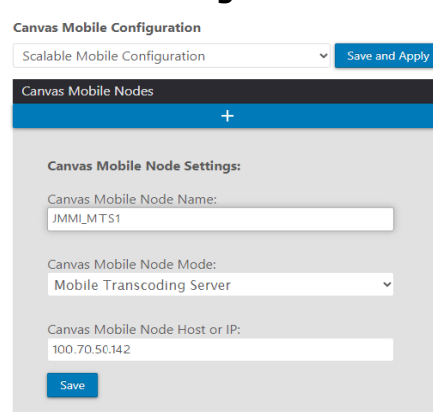 Canvas Mobile Configuration
Scalable Mobile Configuration
Save and Apply
Canvas Mobile Nodes
+
Canvas Mobile Node Settings:
Canvas Mobile Node Name:
JMMI_MTS1
Canvas Mobile Node Mode:
Mobile Transcoding Server
Canvas Mobile Node Host or IP:
100.70.50.142
Save